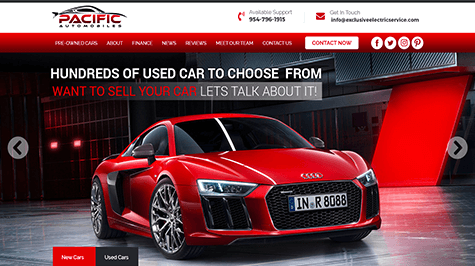 PACIFIC
AUTOMOBILES
Available Support
954-796-1915
Get In Touch
info@exclusiveelectricservice.com
PRE-OWNED CARS ABOUT FINANCE NEWS REVIEWS MEET OUR TEAM CONTACT US CONTACT NOW!
HUNDREDS OF USED CAR TO CHOOSE FROM
WANT TO SELL YOUR CAR LETS TALK ABOUT IT!
IN R 8088
New Cars Used Cars